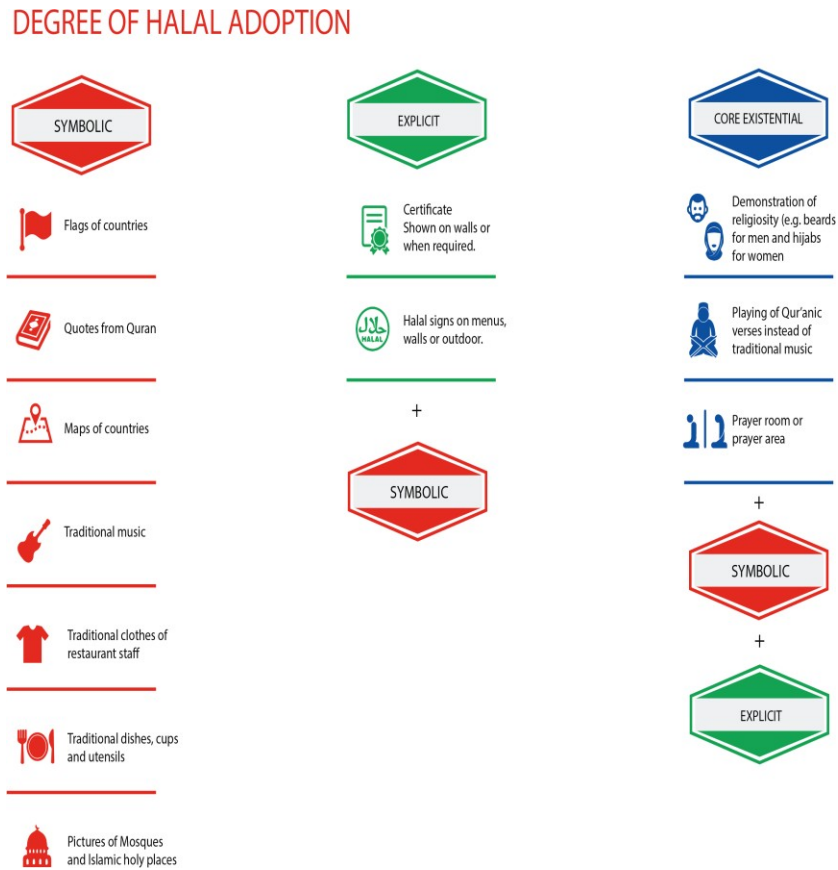 DEGREE OF HALAL ADOPTION
SYMBOLIC
Flags of countries
Quotes from Quran
Maps of countries
Traditional music
Traditional clothes of
restaurant staff
Traditional dishes, cups
and utensils
Pictures of Mosques
and Islamic holy places
EXPLICIT
Certificate
Shown on walls or
when required.
حلال
HALAL
Halal signs on menus,
walls or outdoor.
+
SYMBOLIC
CORE EXISTENTIAL
Demonstration of
religiosity (e.g. beards
for men and hijabs
for women
Playing of Qur'anic
verses instead of
traditional music
Prayer room or
prayer area
+
SYMBOLIC
+
EXPLICIT